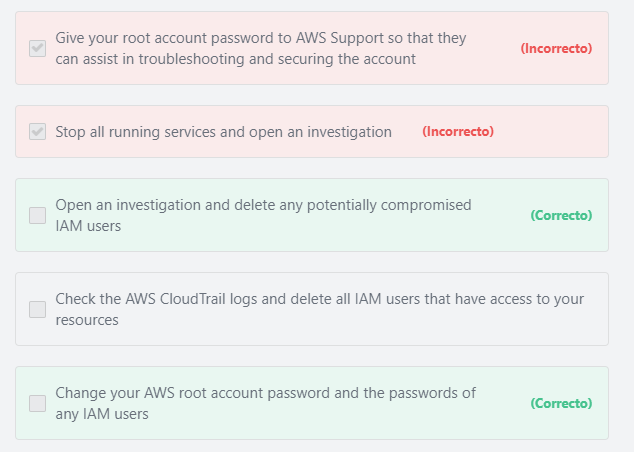 Give your root account password to AWS Support so that they
can assist in troubleshooting and securing the account
(Incorrecto)
Stop all running services and open an investigation
(Incorrecto)
Open an investigation and delete any potentially compromised
IAM users
(Correcto)
Check the AWS CloudTrail logs and delete all IAM users that have access to your
resources
Change your AWS root account password and the passwords of
any IAM users
(Correcto)